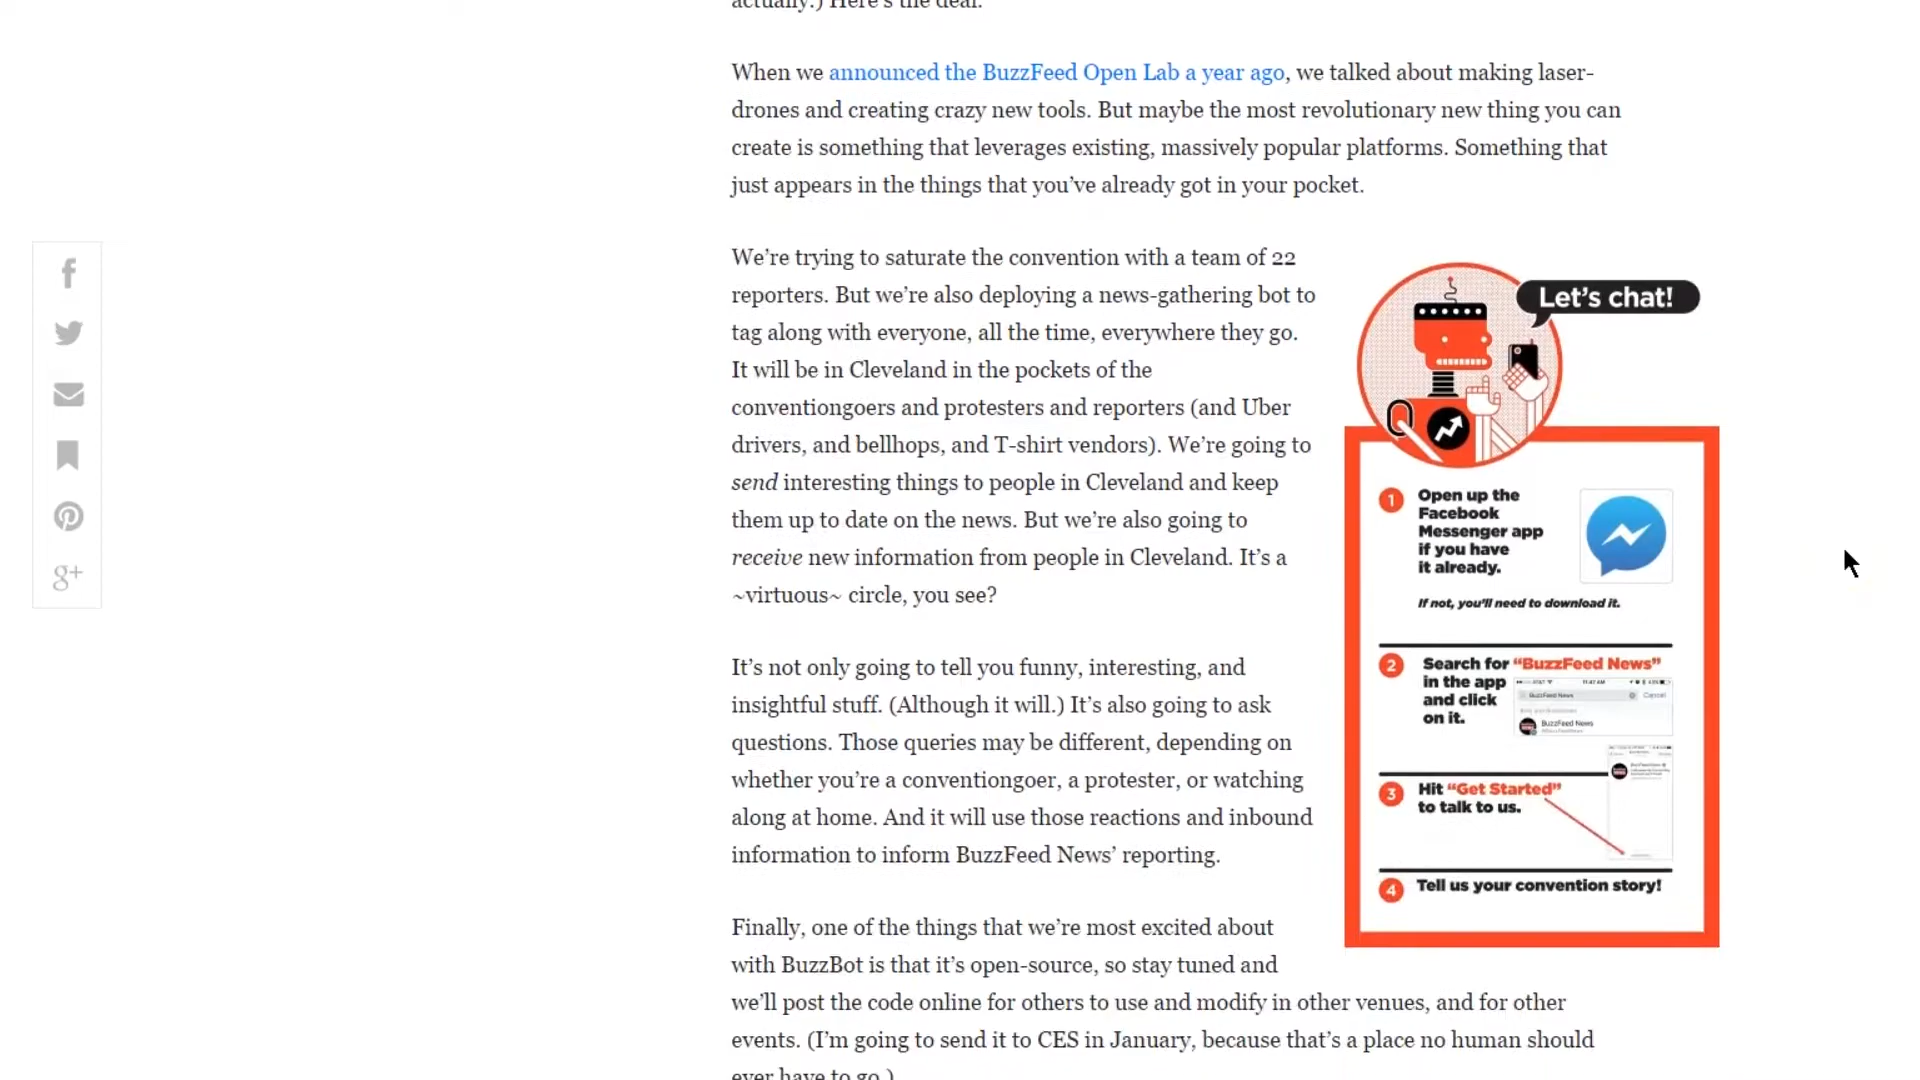 actually.) Here's the deal.
When we announced the BuzzFeed Open Lab a year ago, we talked about making laser-
drones and creating crazy new tools. But maybe the most revolutionary new thing you can
create is something that leverages existing, massively popular platforms. Something that
just appears in the things that you've already got in your pocket.
We're trying to saturate the convention with a team of 22
reporters. But we're also deploying a news-gathering bot to
tag along with everyone, all the time, everywhere they go.
It will be in Cleveland in the pockets of the
conventiongoers and protesters and reporters (and Uber
drivers, and bellhops, and T-shirt vendors). We're going to
send interesting things to people in Cleveland and keep
them up to date on the news. But we're also going to
receive new information from people in Cleveland. It's a
~virtuous~ circle, you see?
It's not only going to tell you funny, interesting, and
insightful stuff. (Although it will.) It's also going to ask
questions. Those queries may be different, depending on
whether you're a conventiongoer, a protester, or watching
along at home. And it will use those reactions and inbound
information to inform BuzzFeed News' reporting.
Finally, one of the things that we're most excited about
with BuzzBot is that it's open-source, so stay tuned and
we'll post the code online for others to use and modify in other venues, and for other
events. (I'm going to send it to CES in January, because that's a place no human should
ever have to go.)
Let's chat!
1 Open up the
Facebook
Messenger app
if you have
it already.
If not, you'll need to download it.
2 Search for "BuzzFeed News"
in the app
and click
on it.
11:47 AM
BuzzFeed News
Cancel
BuzzFeed News
3 Hit "Get Started"
to talk to us.
4 Tell us your convention story!